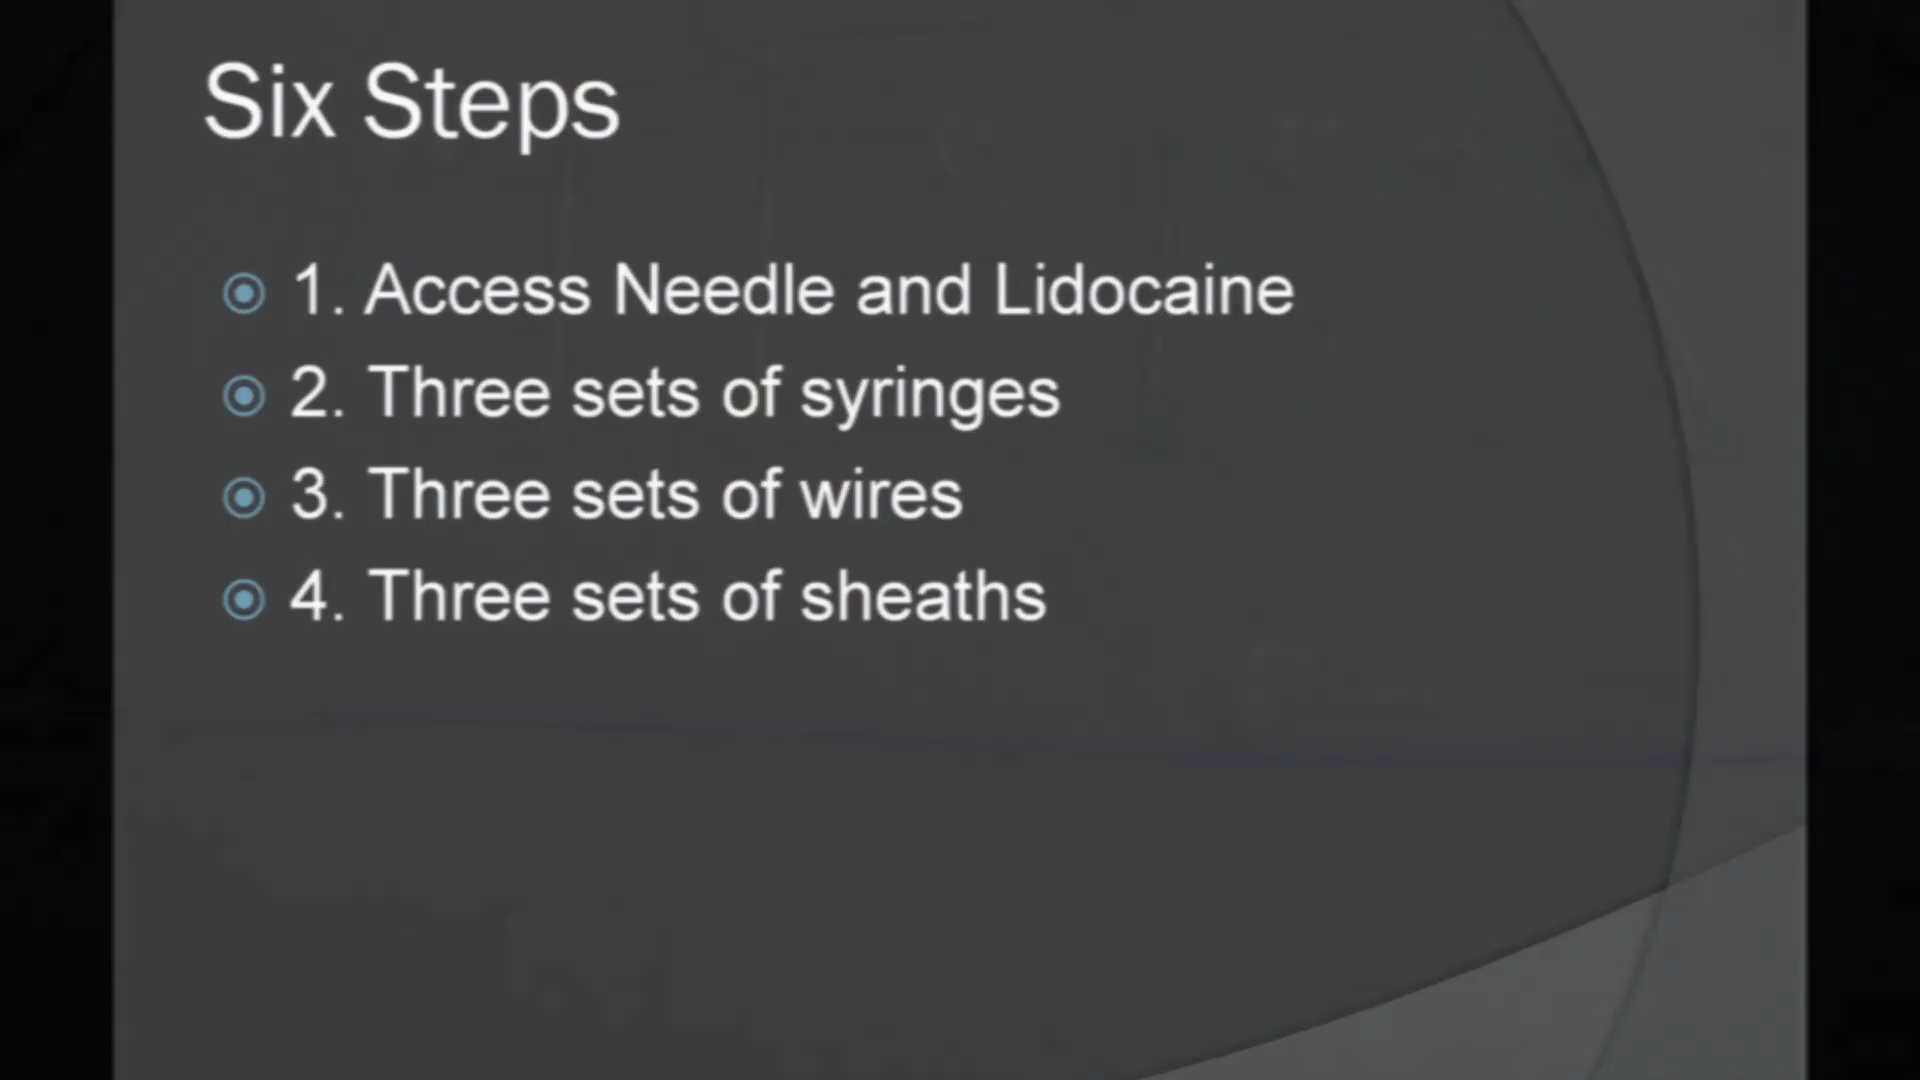 Six Steps
1. Access Needle and Lidocaine
2. Three sets of syringes
3. Three sets of wires
4. Three sets of sheaths